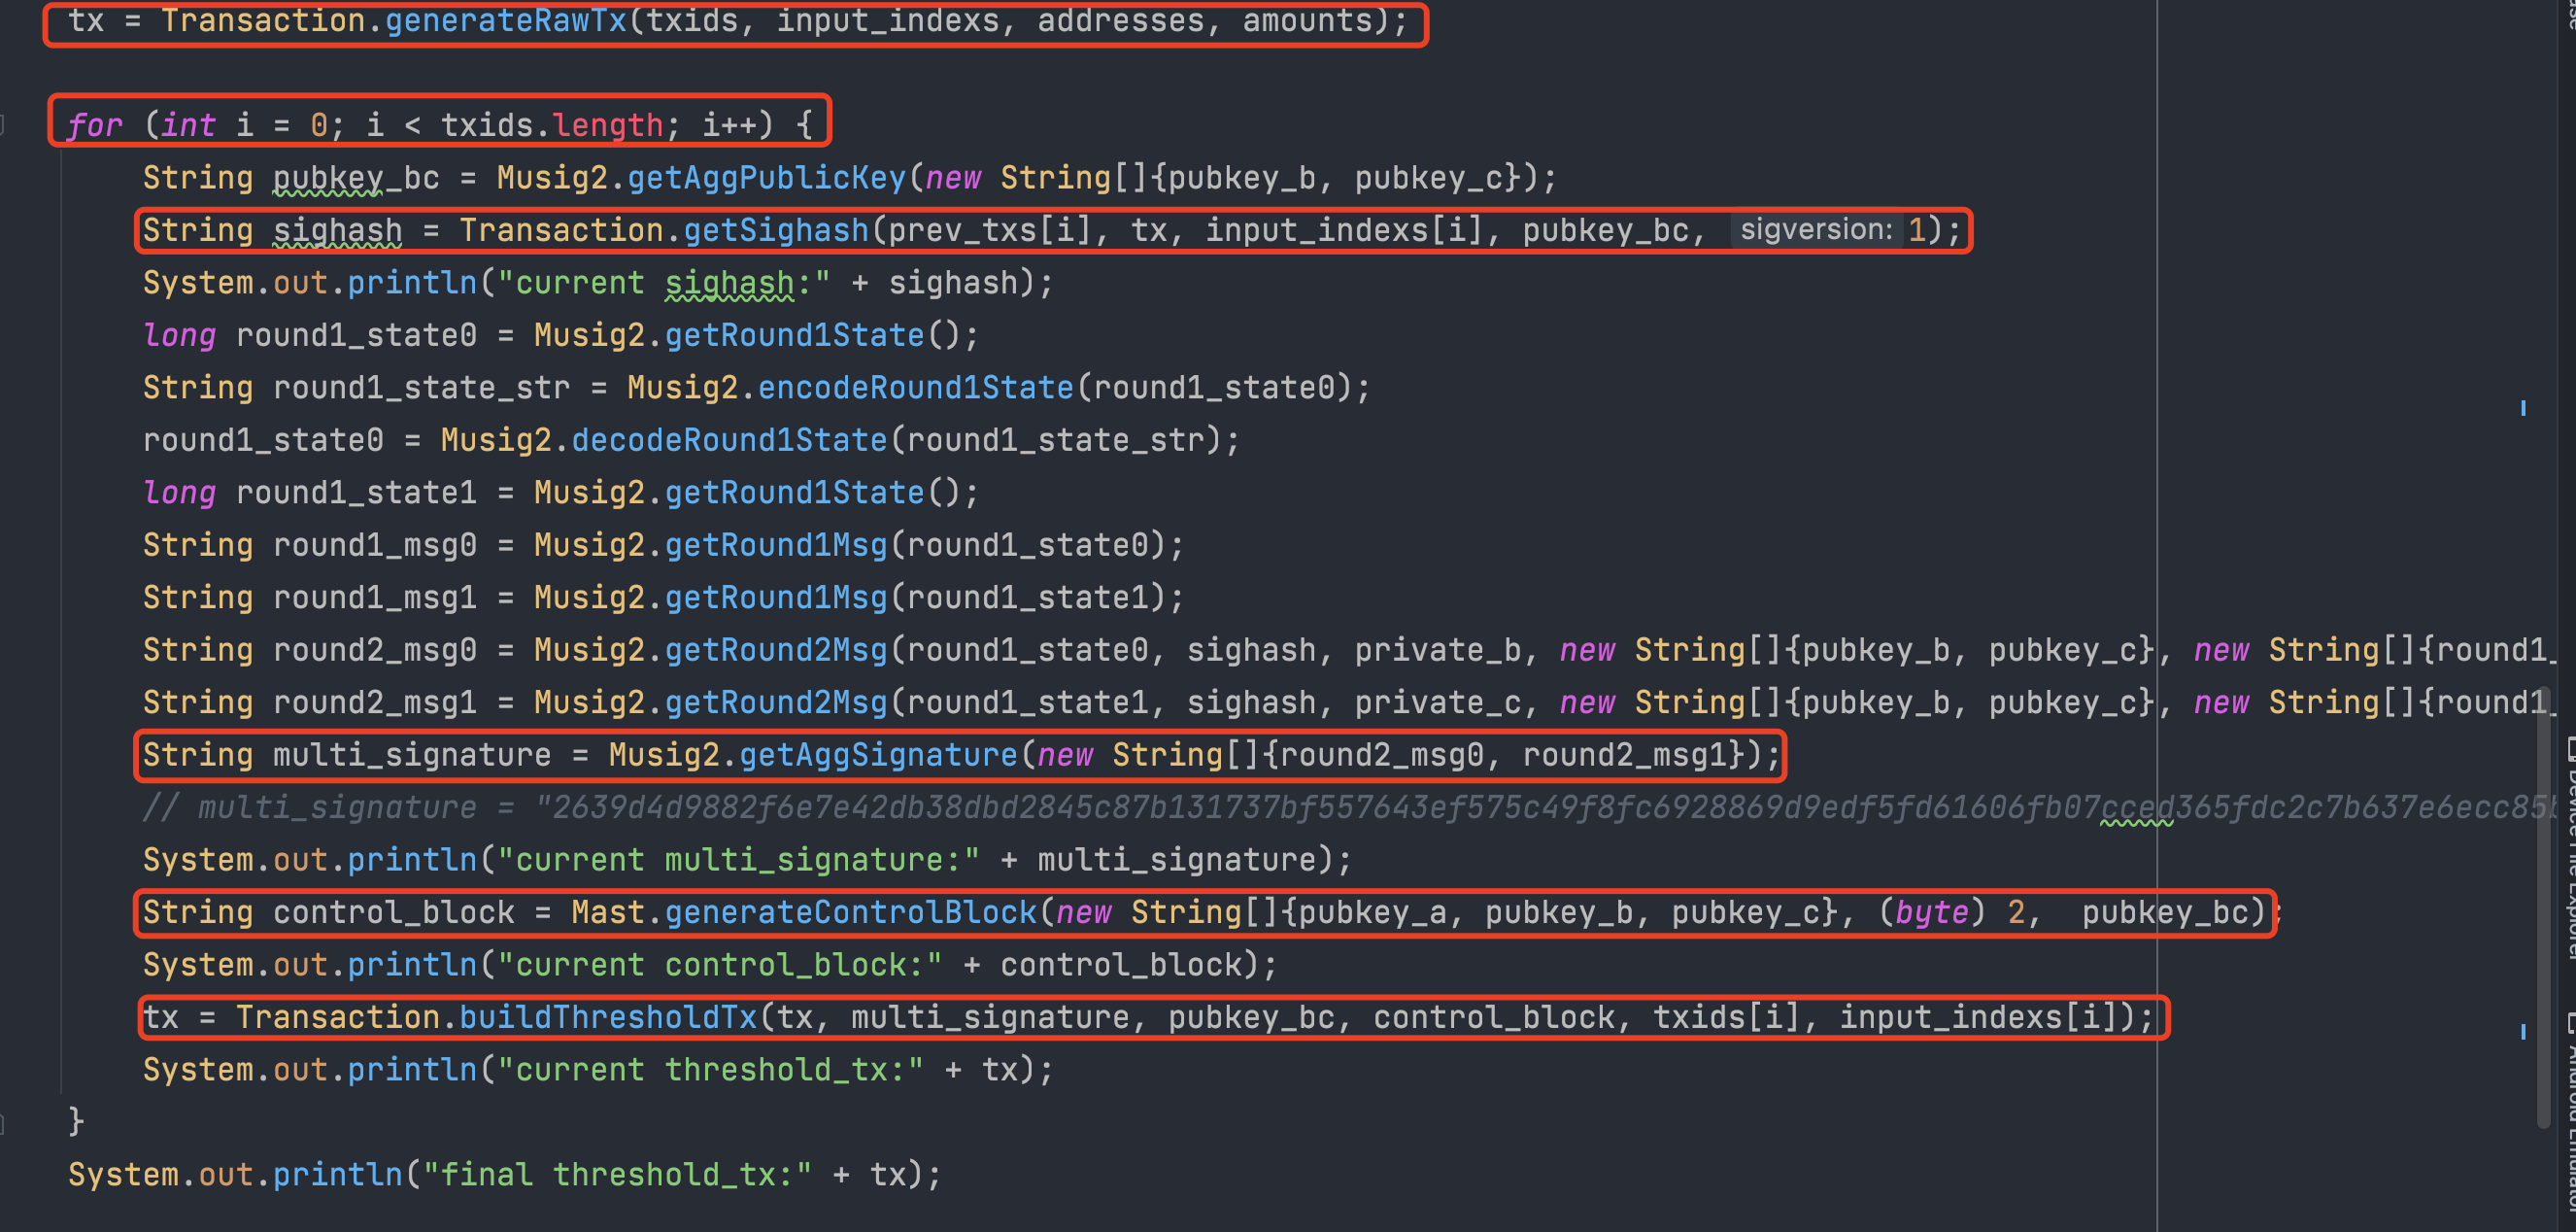 tx = Transaction.generateRawTx(txids, input_indexs, addresses, amounts);
for (int i = 0; i < txids.length; i++) {
String pubkey_bc = Musig2.getAggPublicKey(new String[]{pubkey_b, pubkey_c});
String sighash = Transaction.getSighash(prev_txs[i], tx, input_indexs[i], pubkey_bc, sigversion: 1);
System.out.println("current sighash:" + sighash);
long round1_state0 = Musig2.getRound1State();
String round1_state_str = Musig2.encodeRound1State(round1_state0);
round1_state0 = Musig2.decodeRound1State(round1_state_str);
long round1_state1 = Musig2.getRound1State();
String round1_msg0 = Musig2.getRound1Msg(round1_state0);
String round1_msg1 = Musig2.getRound1Msg(round1_state1);
String round2_msg0 = Musig2.getRound2Msg(round1_state0, sighash, private_b, new String[]{pubkey_b, pubkey_c}, new String[]{round1_
String round2_msg1 = Musig2.getRound2Msg(round1_state1, sighash, private_c, new String[]{pubkey_b, pubkey_c}, new String[]{round1_
String multi_signature = Musig2.getAggSignature(new String[]{round2_msg0, round2_msg1});
// multi_signature = "2639d4d9882f6e7e42db38dbd2845c87b131737bf557643ef575c49f8fc6928869d9edf5fd61606fb07cced365fdc2c7b637e6ecc85b
System.out.println("current multi_signature:" + multi_signature);
String control_block = Mast.generateControlBlock(new String[]{pubkey_a, pubkey_b, pubkey_c}, (byte) 2, pubkey_bc);
System.out.println("current control_block:" + control_block);
tx = Transaction.buildThresholdTx(tx, multi_signature, pubkey_bc, control_block, txids[i], input_indexs[i]);
System.out.println("current threshold_tx:" + tx);
}
System.out.println("final threshold_tx:" + tx);
Device File Explorer
Android Emulator